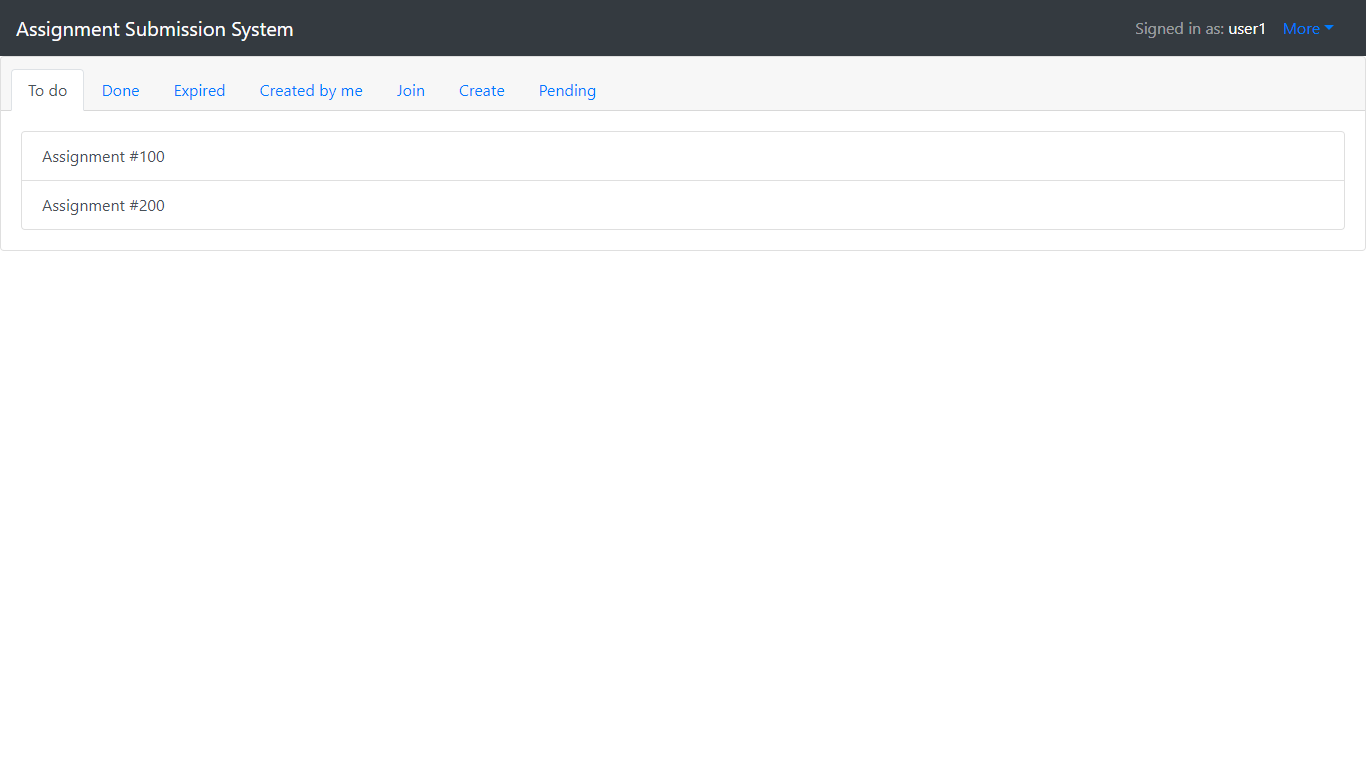 Assignment Submission System Signed in as: user1 More
To do Done Expired Created by me Join Create Pending
Assignment #100
Assignment #200